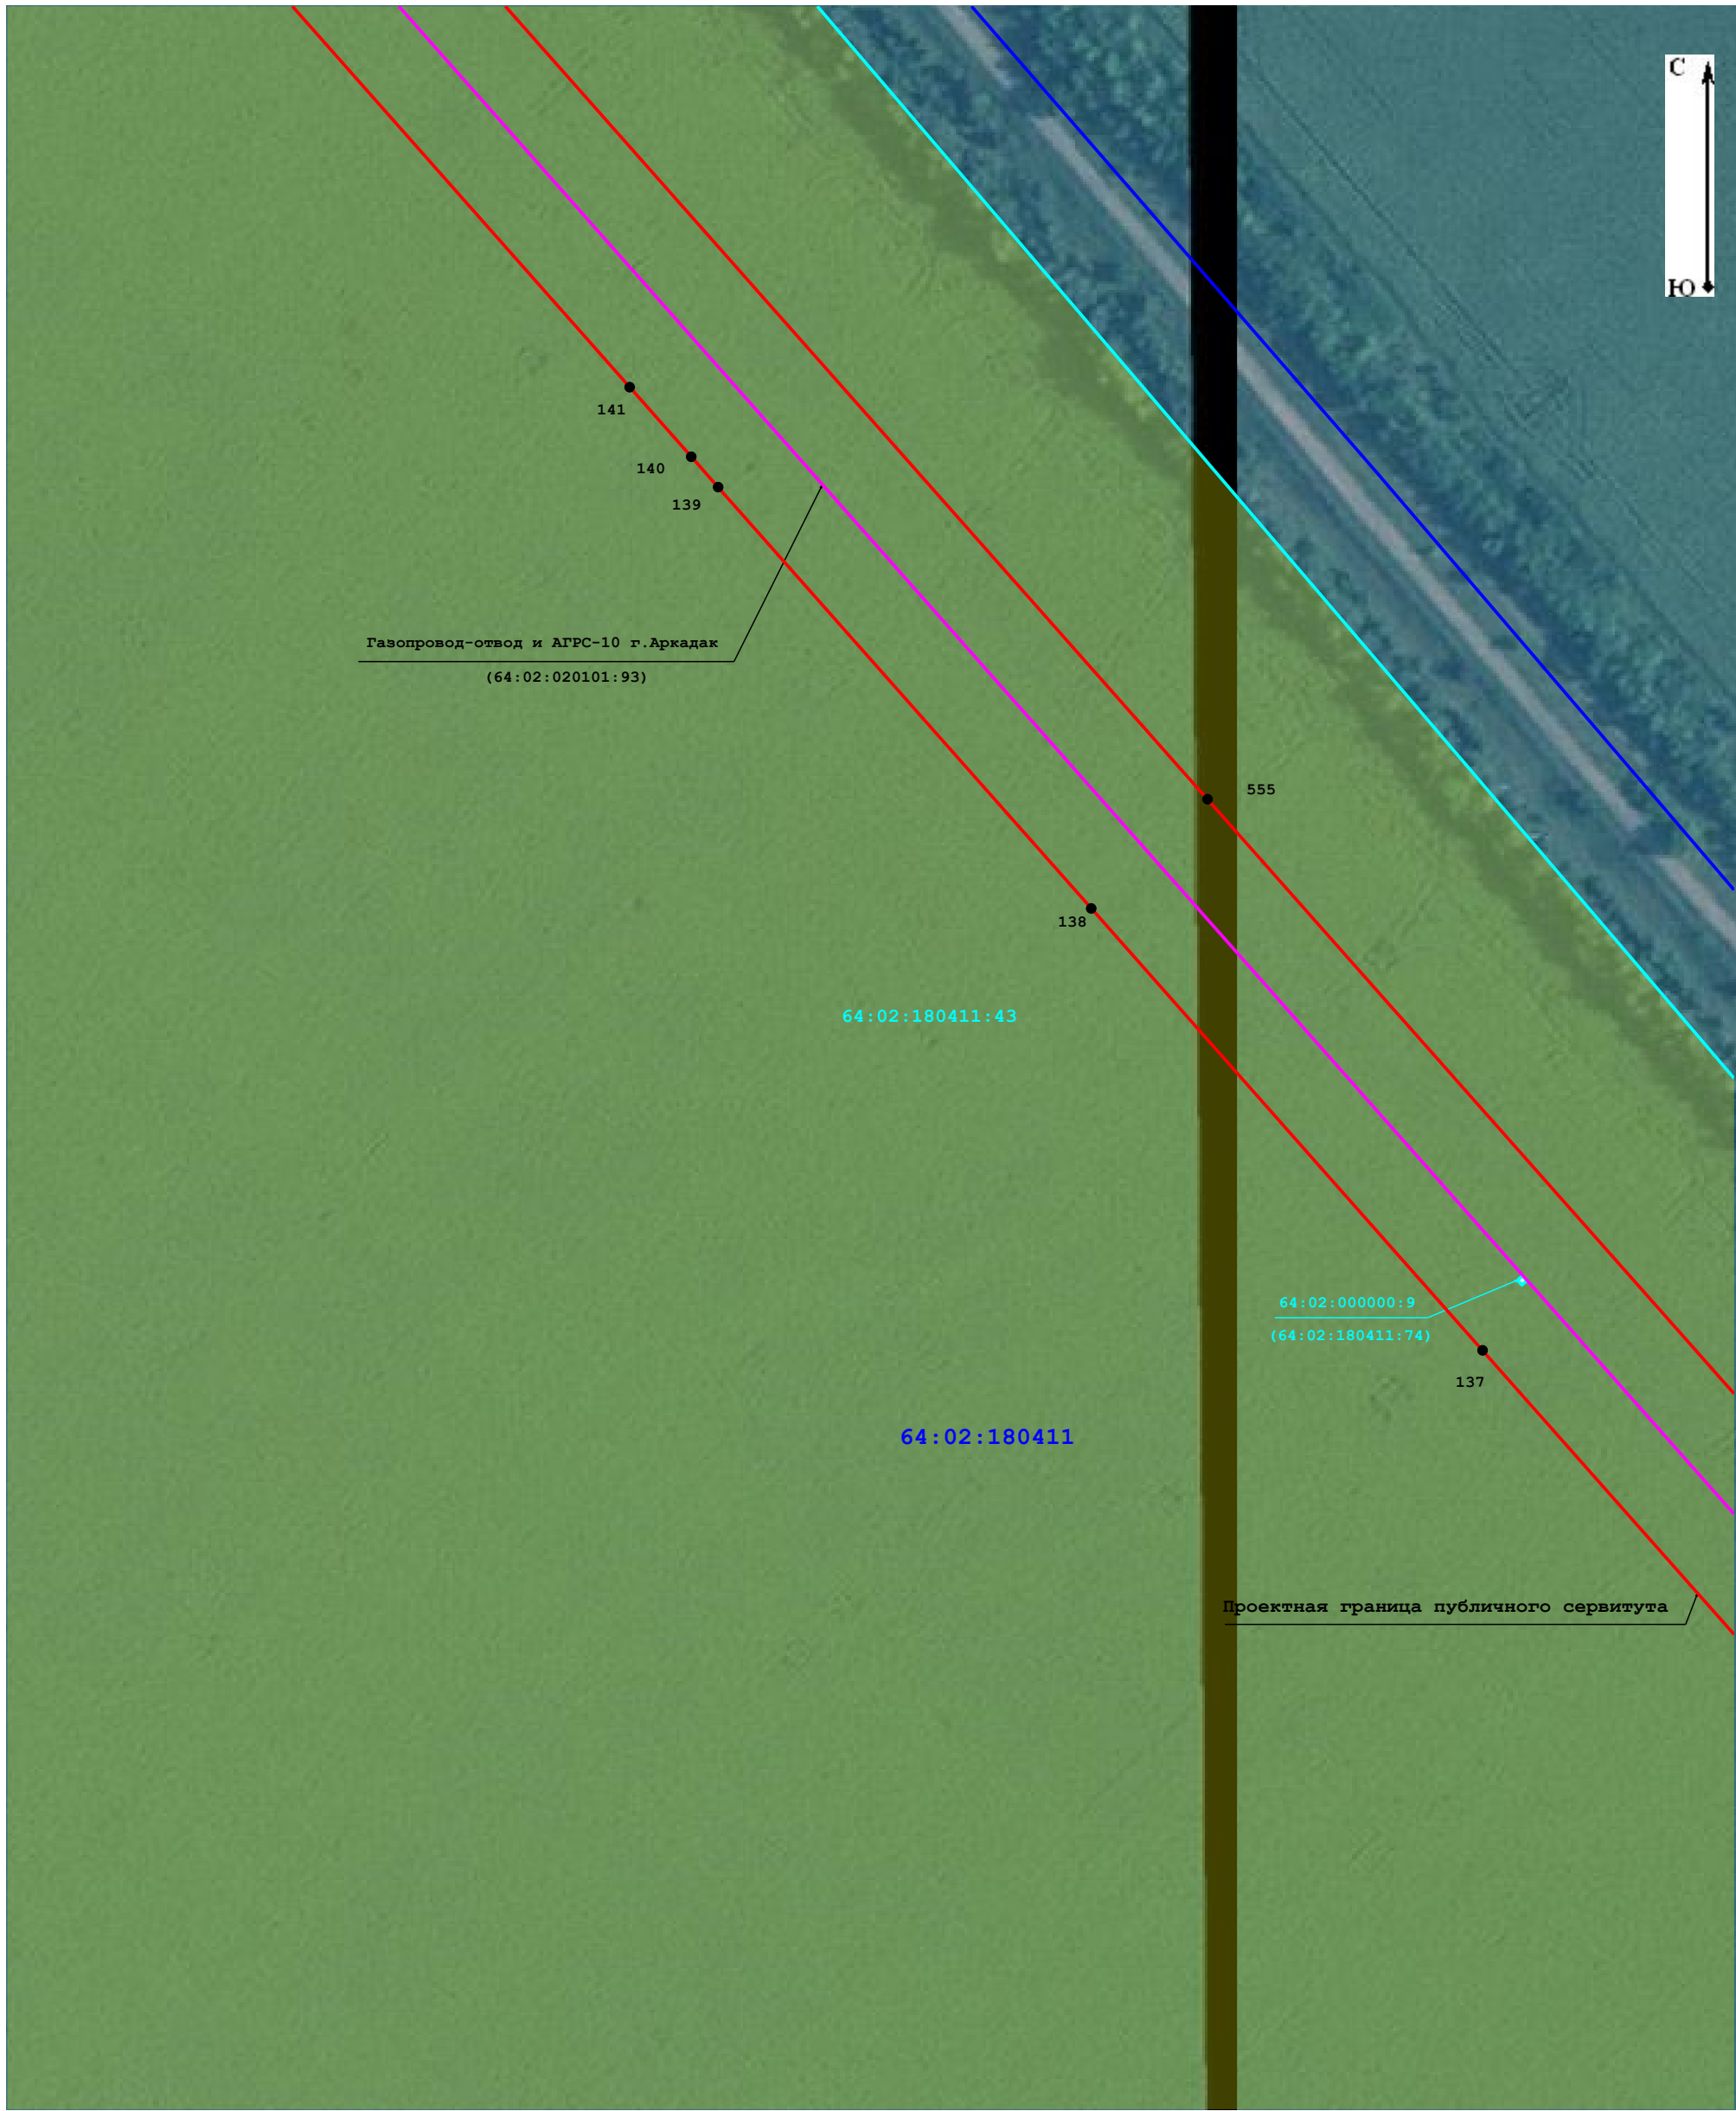 С
Ю
141
140
139
Газопровод-отвод и АГРС-10 г.Аркадак
(64:02:020101:93)
555
138
64:02:180411:43
64:02:000000:9
(64:02:180411:74)
137
64:02:180411
Проектная граница публичного сервитута